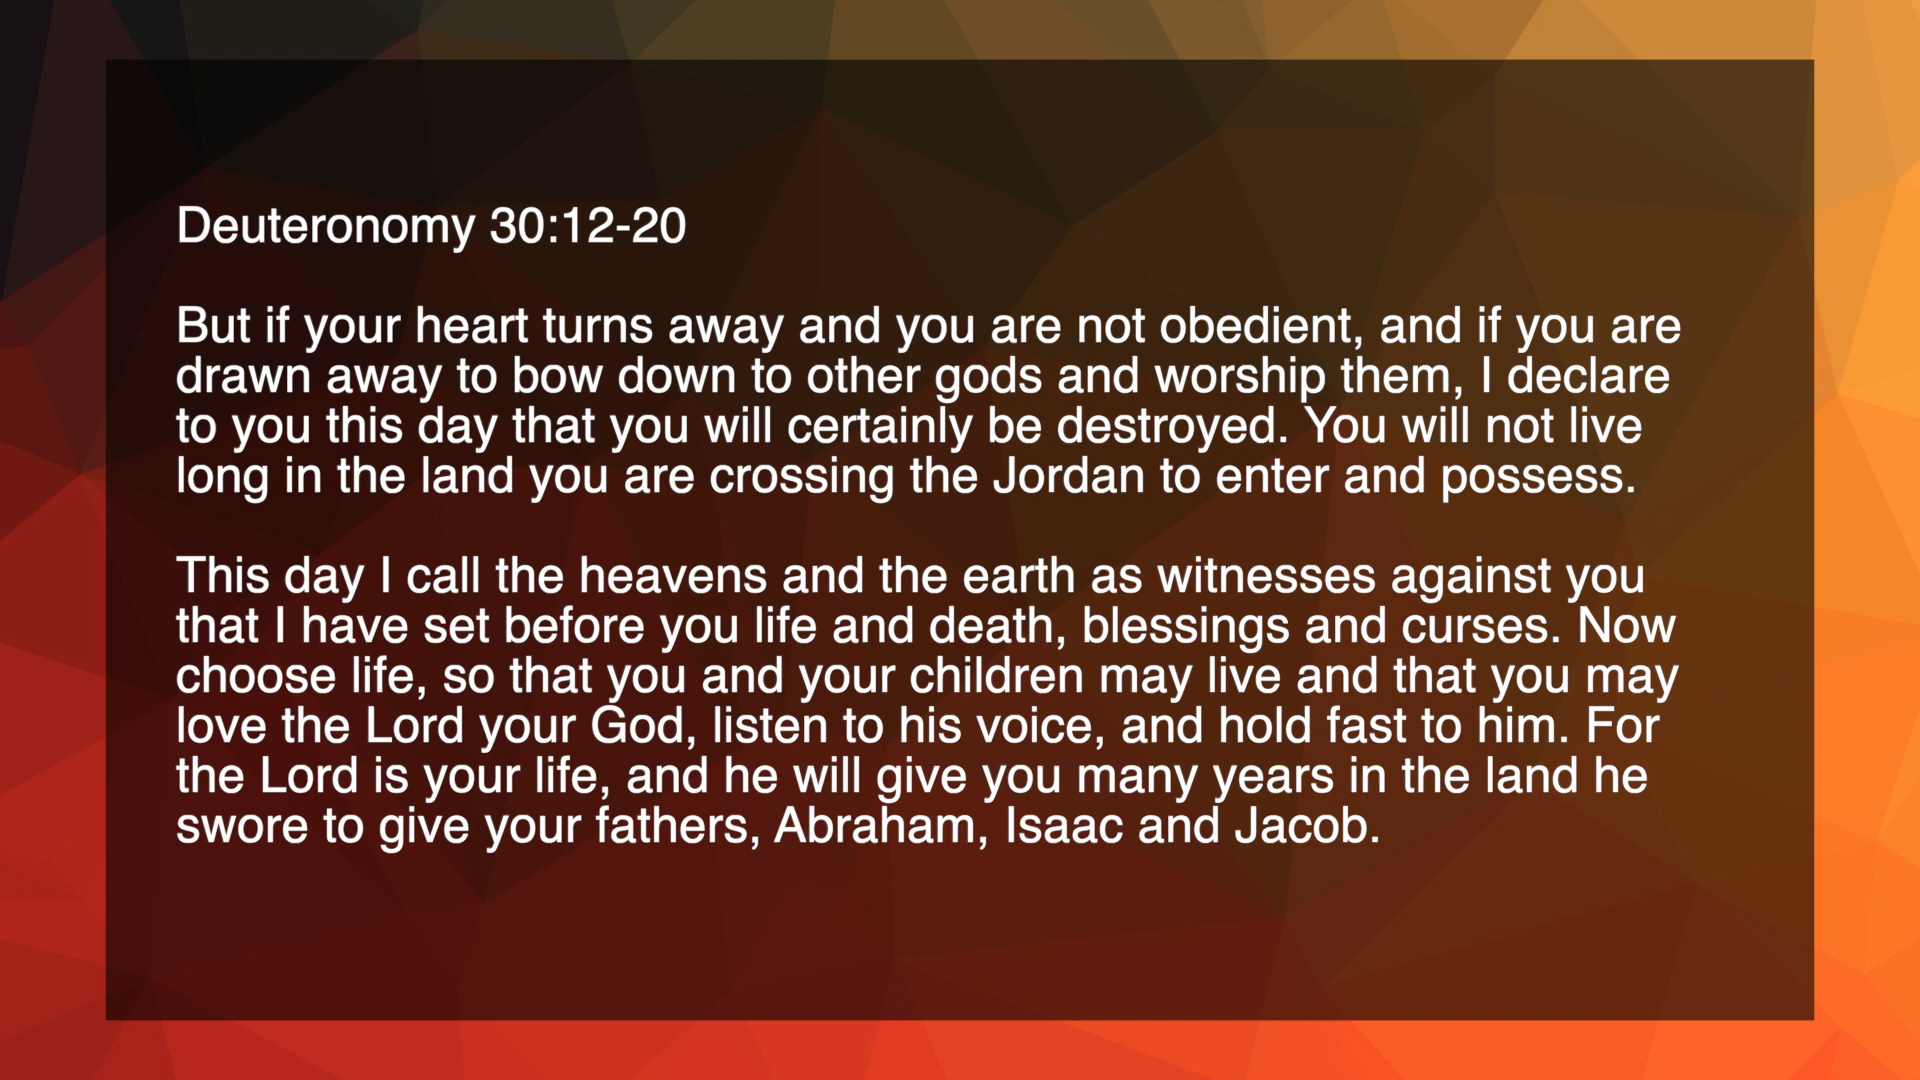 Deuteronomy 30:12-20
But if your heart turns away and you are not obedient, and if you are
drawn away to bow down to other gods and worship them, I declare
to you this day that you will certainly be destroyed. You will not live
long in the land you are crossing the Jordan to enter and possess.
This day I call the heavens and the earth as witnesses against you
that I have set before you life and death, blessings and curses. Now
choose life, so that you and your children may live and that you may
love the Lord your God, listen to his voice, and hold fast to him. For
the Lord is your life, and he will give you many years in the land he
swore to give your fathers, Abraham, Isaac and Jacob.